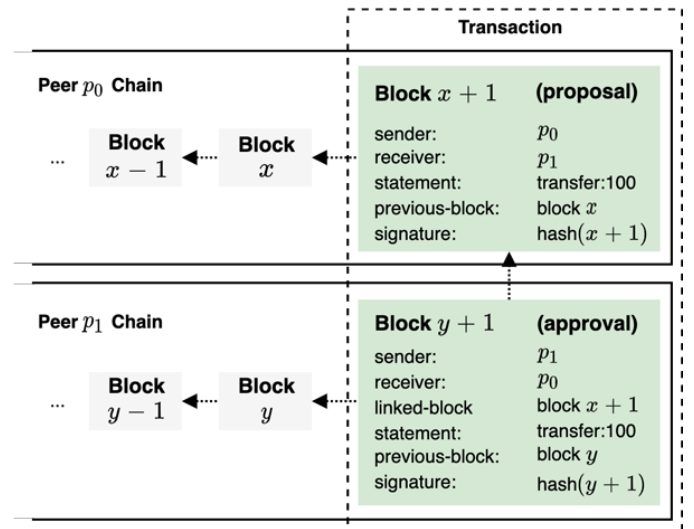 Transaction
Peer p₀ Chain
Block x + 1 (proposal)
sender: p₀
receiver: p₁
statement: transfer:100
previous-block: block x
signature: hash(x + 1)
... Block x − 1 Block x
Peer p₁ Chain
Block y + 1 (approval)
sender: p₁
receiver: p₀
linked-block block x + 1
statement: transfer:100
previous-block: block y
signature: hash(y + 1)
... Block y − 1 Block y